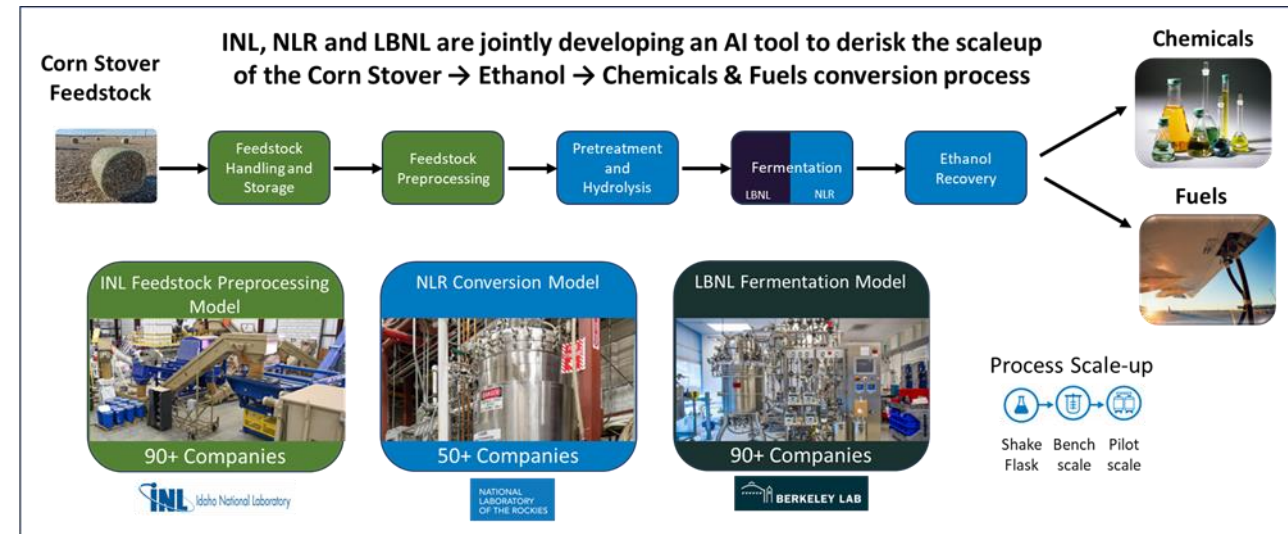 INL, NLR and LBNL are jointly developing an AI tool to derisk the scaleup
of the Corn Stover → Ethanol → Chemicals & Fuels conversion process
Corn Stover
Feedstock
Chemicals
Feedstock
Handling and
Storage
Feedstock
Preprocessing
Pretreatment
and
Hydrolysis
Fermentation
LBNL NLR
Ethanol
Recovery
Fuels
INL Feedstock Preprocessing
Model
90+ Companies
INL Idaho National Laboratory
NLR Conversion Model
DANGER
50+ Companies
NATIONAL
LABORATORY
OF THE ROCKIES
LBNL Fermentation Model
90+ Companies
BERKELEY LAB
Process Scale-up
Shake
Flask
Bench
scale
Pilot
scale